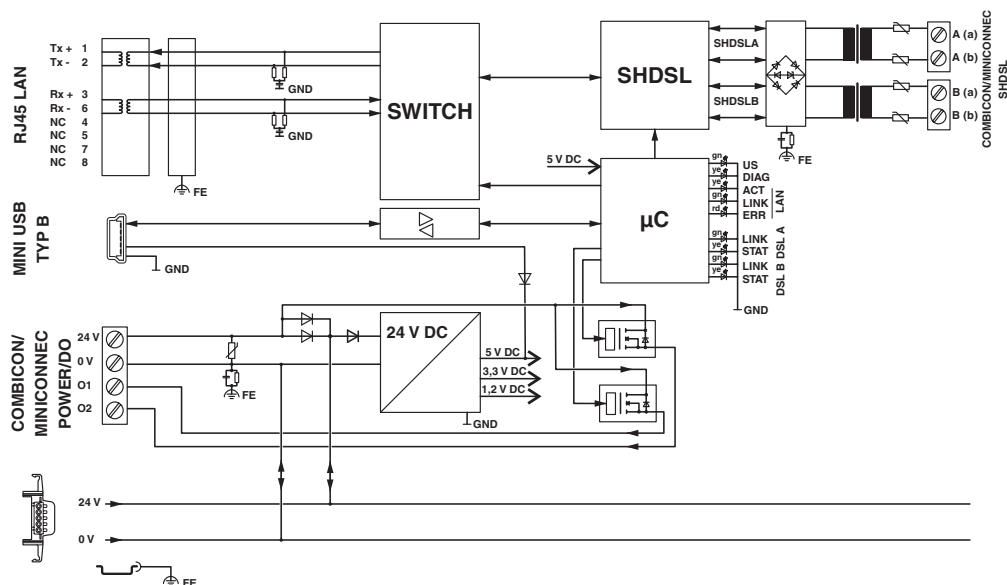 RJ45 LAN
Tx + 1
Tx - 2
Rx + 3
Rx - 6
NC 4
NC 5
NC 7
NC 8
FE
GND
GND
SWITCH
SHDSL
SHDSLA
SHDSLB
FE
A (a)
A (b)
B (a)
B (b)
COMBICON/MINICONNEC
SHDSL
5 V DC
µC
gn US
ye DIAG
ye ACT
gn LINK
rd ERR
LAN
gn LINK
ye STAT
DSL A
gn LINK
ye STAT
DSL B
GND
MINI USB
TYP B
GND
COMBICON/
MINICONNEC
POWER/DO
24 V
0 V
O1
O2
FE
24 V DC
5 V DC
3,3 V DC
1,2 V DC
GND
24 V
0 V
FE